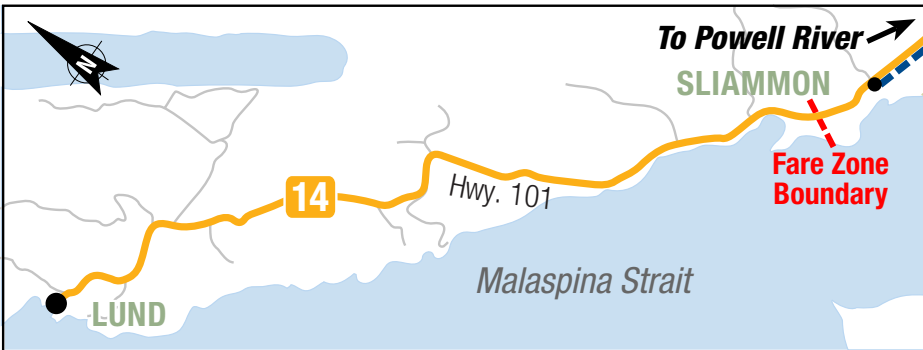 N
To Powell River
SLIAMMON
Fare Zone
Boundary
14
Hwy. 101
Malaspina Strait
LUND